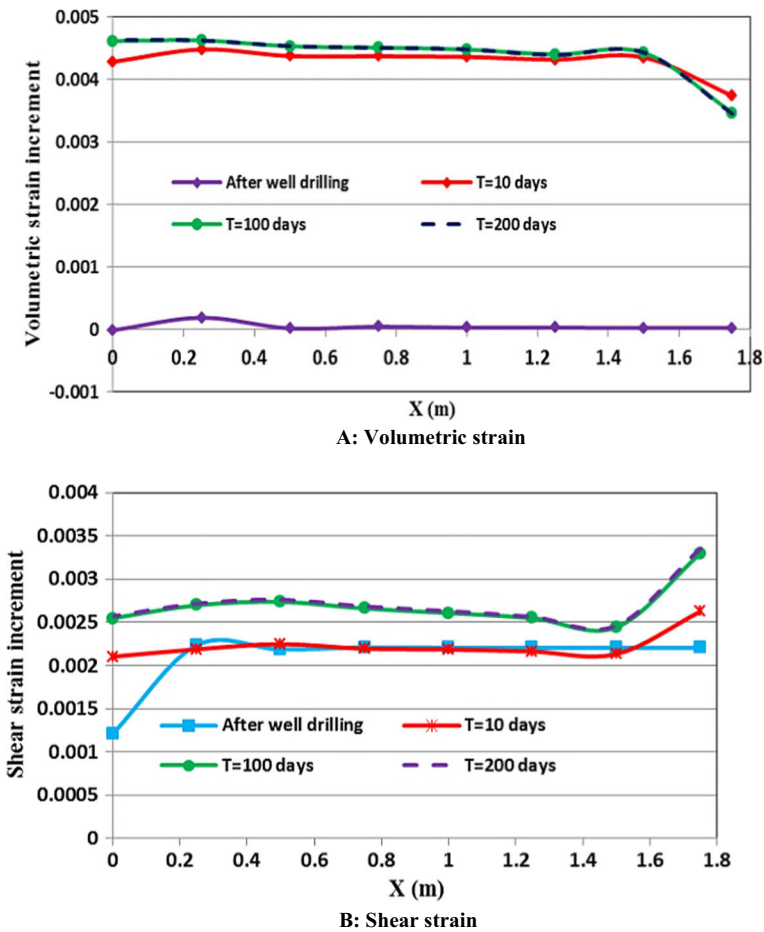 0.005
0.004
0.003
0.002
0.001
0
-0.001
Volumetric strain increment
After well drilling
T=10 days
T=100 days
T=200 days
0 0.2 0.4 0.6 0.8 1 1.2 1.4 1.6 1.8
X (m)
A: Volumetric strain
0.004
0.0035
0.003
0.0025
0.002
0.0015
0.001
0.0005
0
Shear strain increment
After well drilling
T=10 days
T=100 days
T=200 days
0 0.2 0.4 0.6 0.8 1 1.2 1.4 1.6 1.8
X (m)
B: Shear strain